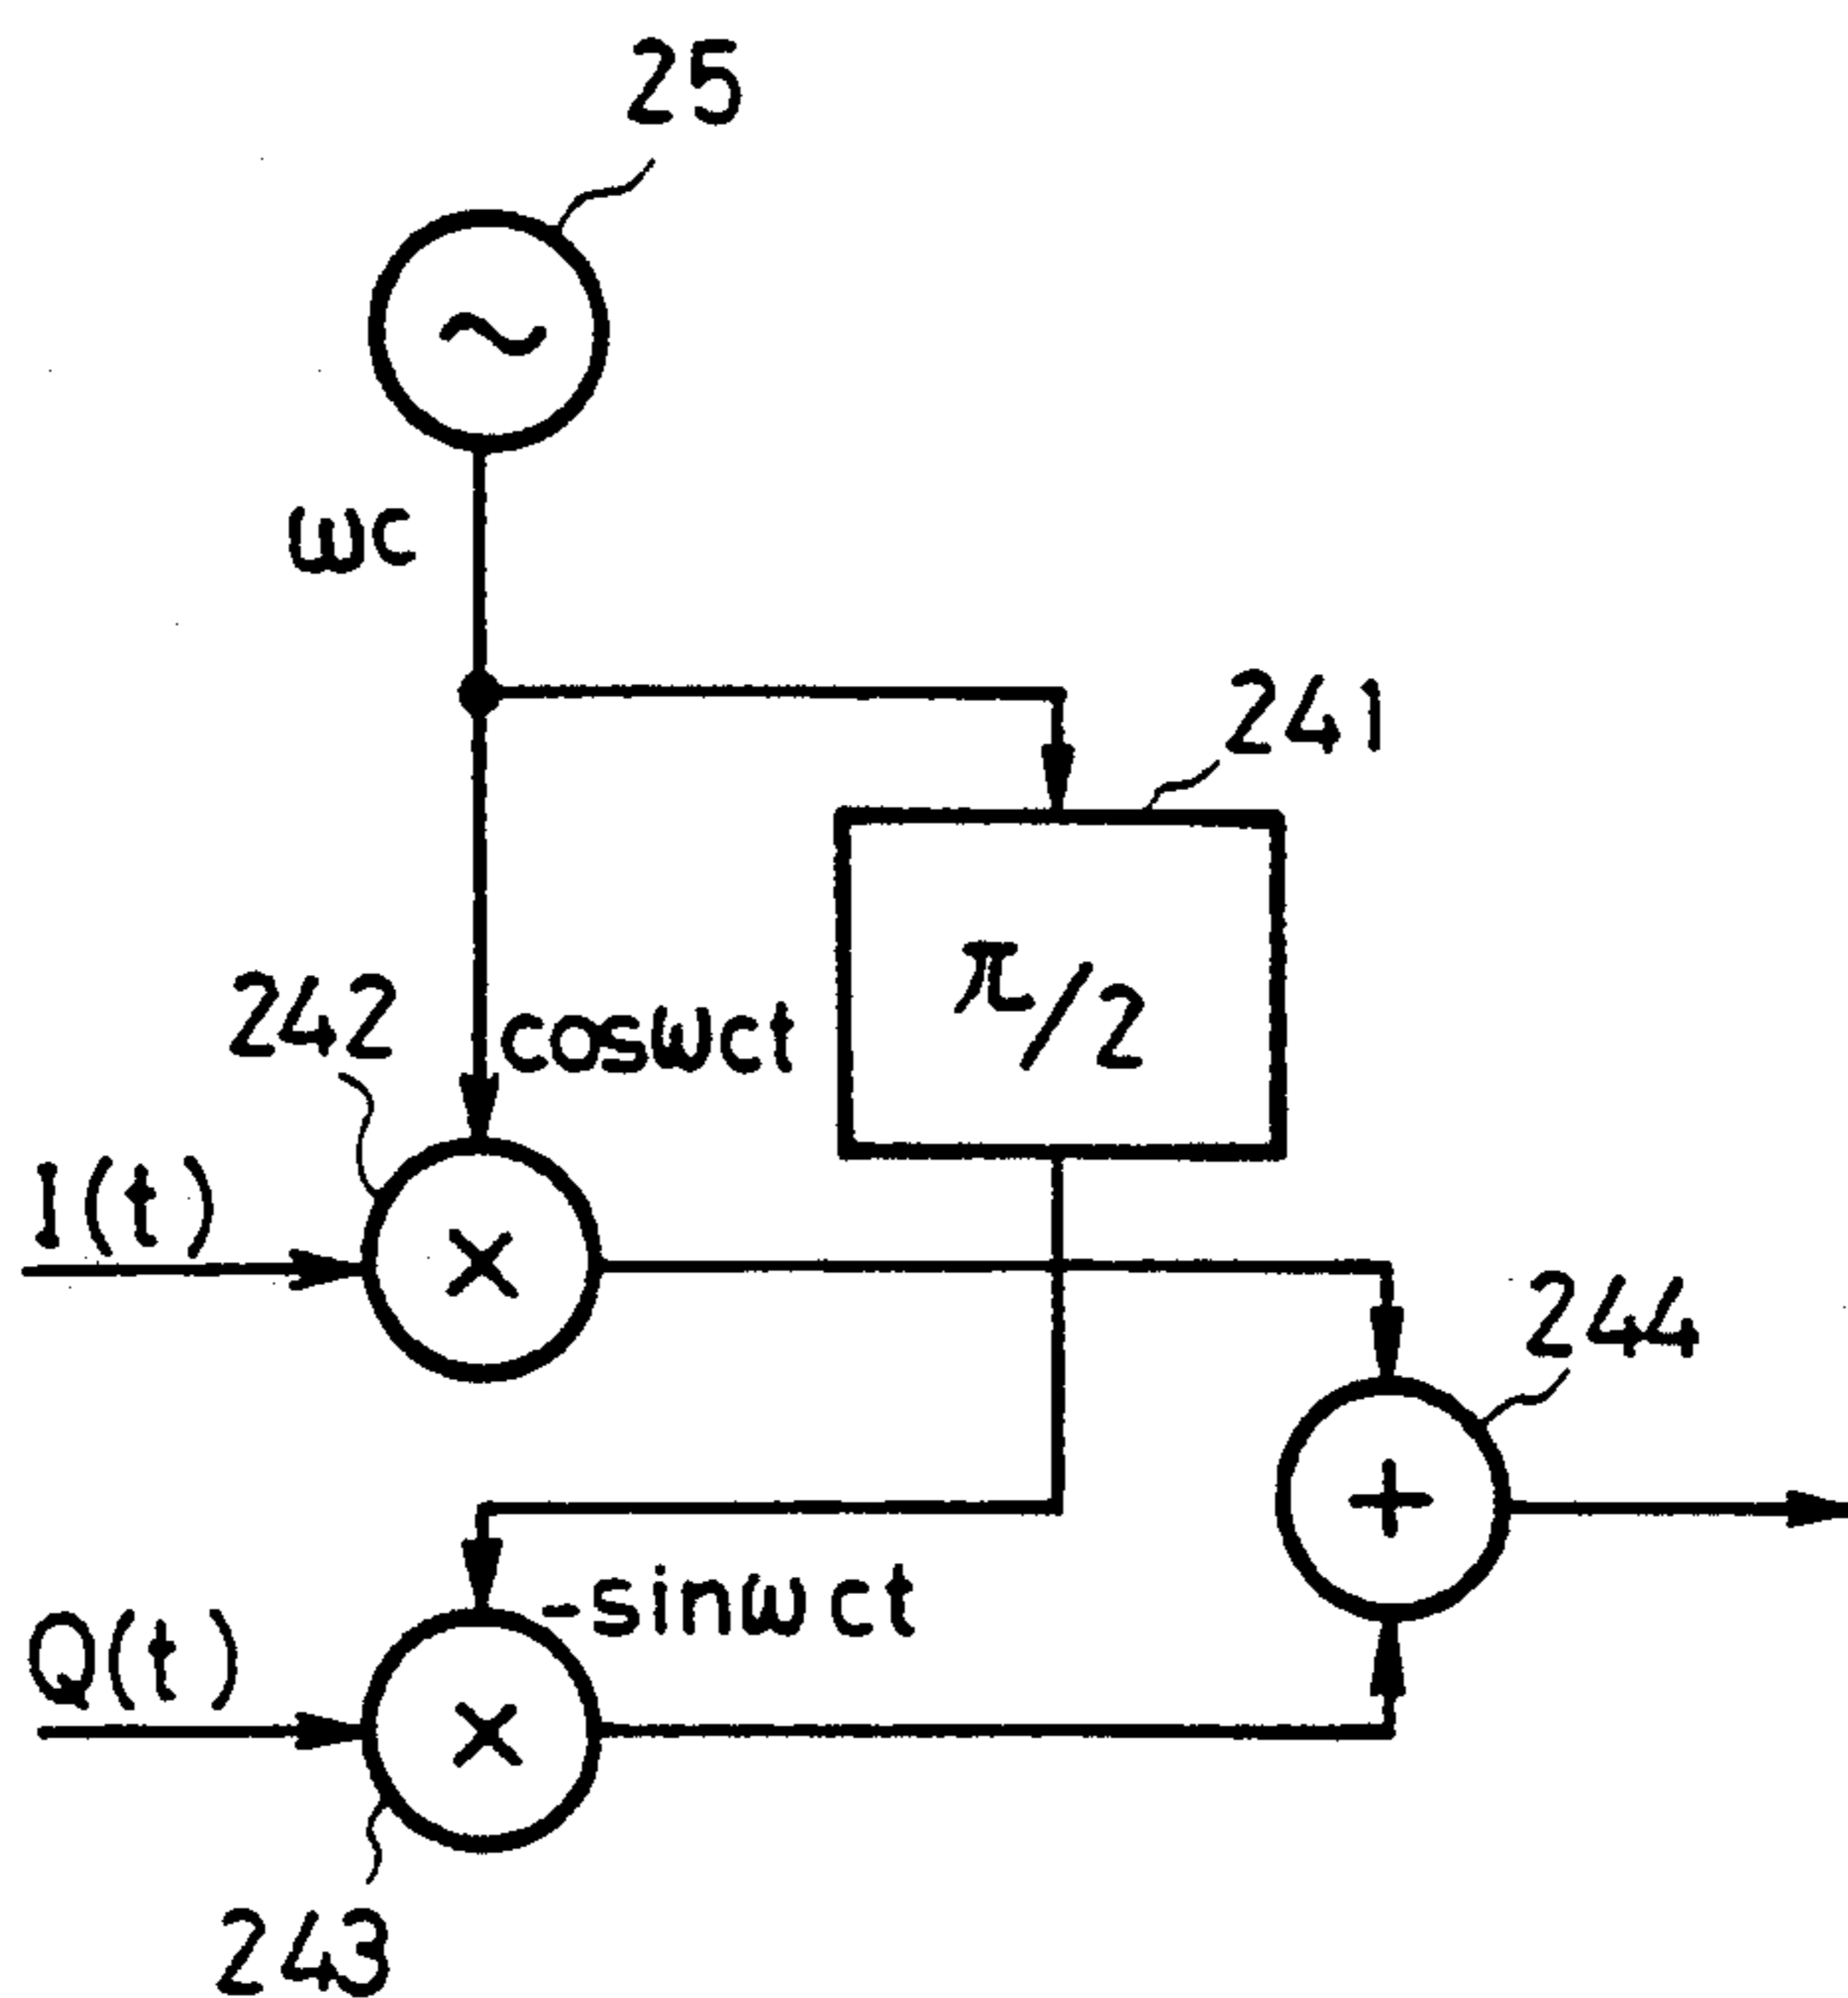 25
~
ωc
241
π/2
242
cosωct
I(t)
×
244
+
-sinωct
Q(t)
×
243